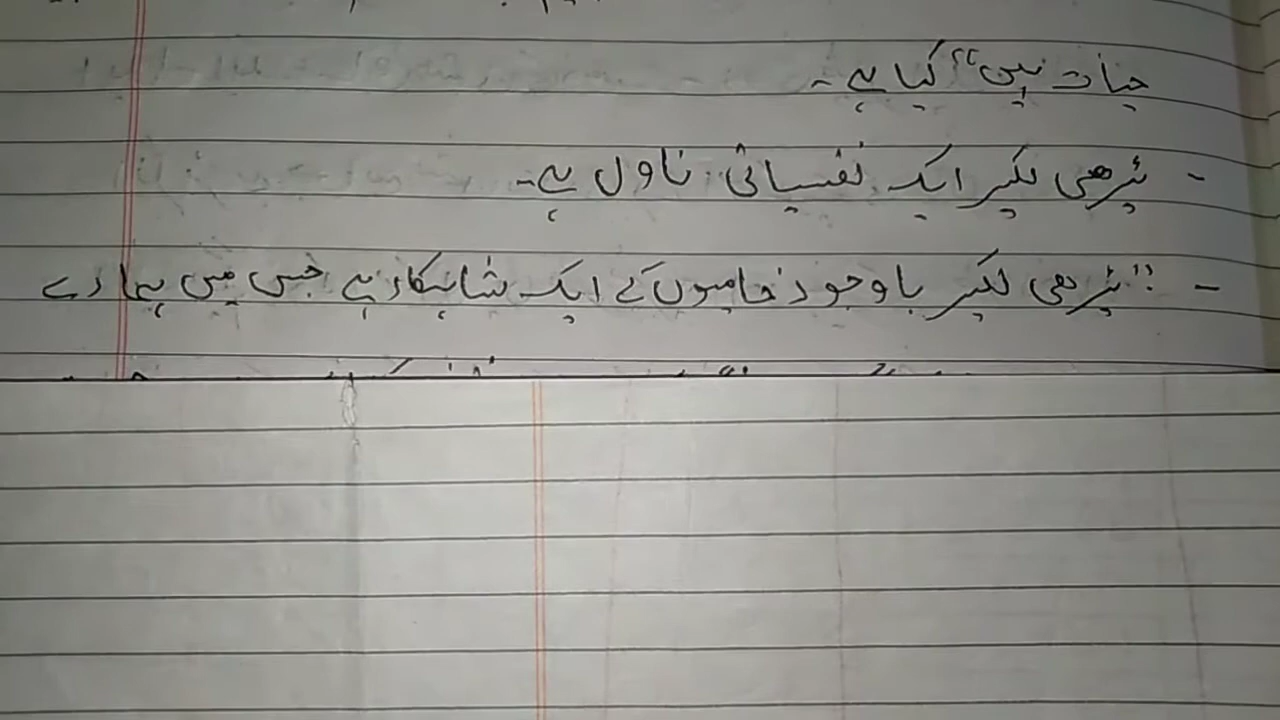 حیات نہیں“ کیا ہے۔
- ٹیڑھی لکیر ایک نفسیاتی ناول ہے۔
- ”ٹیڑھی لکیر باوجود خامیوں کے ایک شاہکار ہے جس میں ہمارے